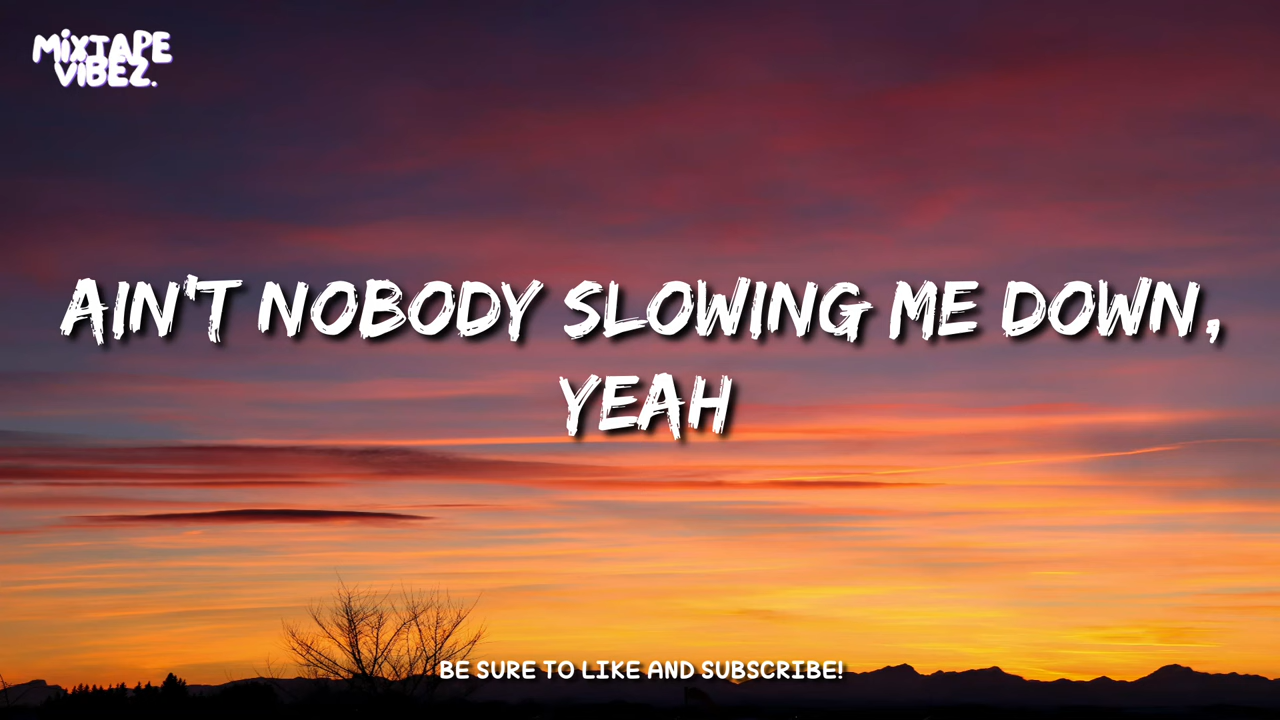 MIXTAPE
VIBEZ.
AIN'T NOBODY SLOWING ME DOWN,
YEAH
BE SURE TO LIKE AND SUBSCRIBE!